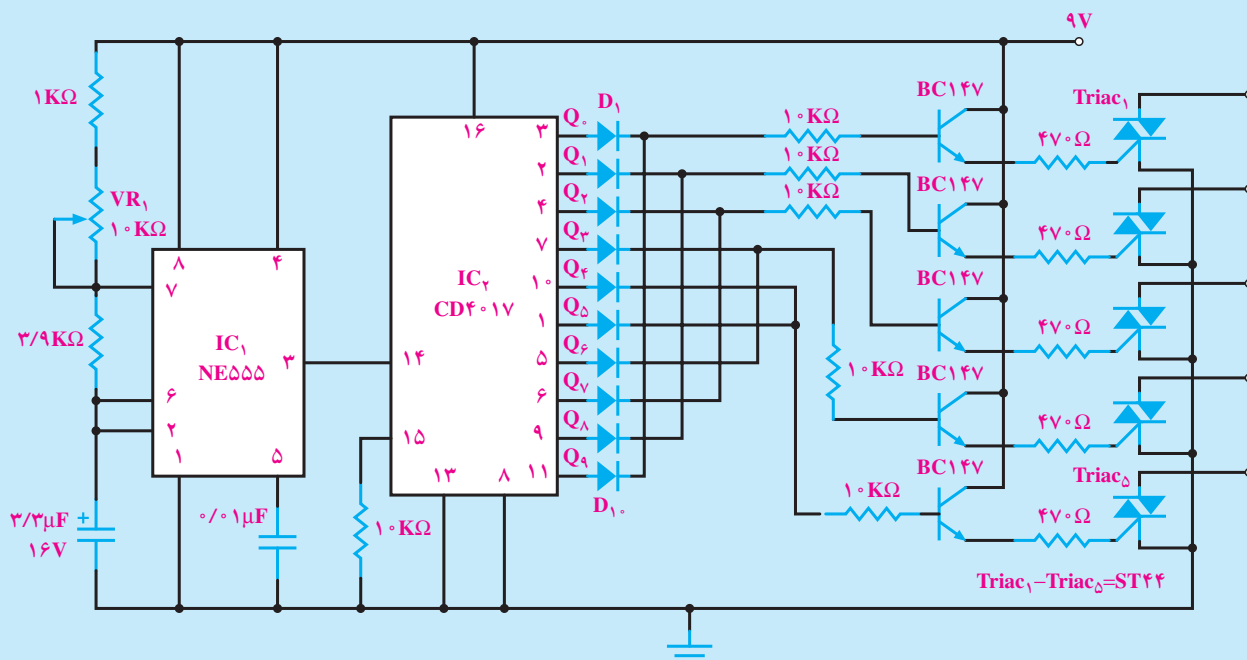 ۹V
۱KΩ
VR۱
۱۰KΩ
۳/۹KΩ
۳/۳µF
+
۱۶V
۸
۴
۷
IC۱
NE۵۵۵
۳
۶
۲
۱
۵
۰/۰۱µF
۱۶
IC۲
CD۴۰۱۷
۱۴
۱۵
۱۳
۸
۱۰KΩ
D۱
Q۰
۳
Q۱
۲
Q۲
۴
Q۳
۷
Q۴
۱۰
Q۵
۱
Q۶
۵
Q۷
۶
Q۸
۹
Q۹
۱۱
D۱۰
۱۰KΩ
۱۰KΩ
۱۰KΩ
۱۰KΩ
۱۰KΩ
BC۱۴۷
BC۱۴۷
BC۱۴۷
BC۱۴۷
BC۱۴۷
۴۷۰Ω
۴۷۰Ω
۴۷۰Ω
۴۷۰Ω
۴۷۰Ω
Triac۱
Triac۵
Triac۱–Triac۵=ST۴۴